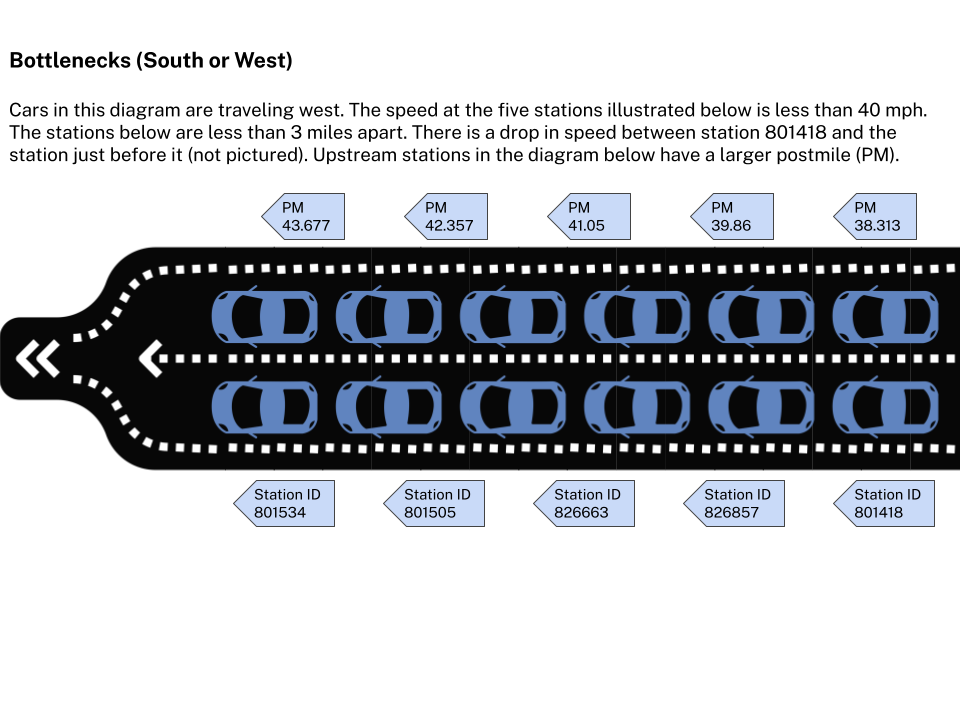 Bottlenecks (South or West)
Cars in this diagram are traveling west. The speed at the five stations illustrated below is less than 40 mph.
The stations below are less than 3 miles apart. There is a drop in speed between station 801418 and the
station just before it (not pictured). Upstream stations in the diagram below have a larger postmile (PM).
PM
43.677
PM
42.357
PM
41.05
PM
39.86
PM
38.313
Station ID
801534
Station ID
801505
Station ID
826663
Station ID
826857
Station ID
801418